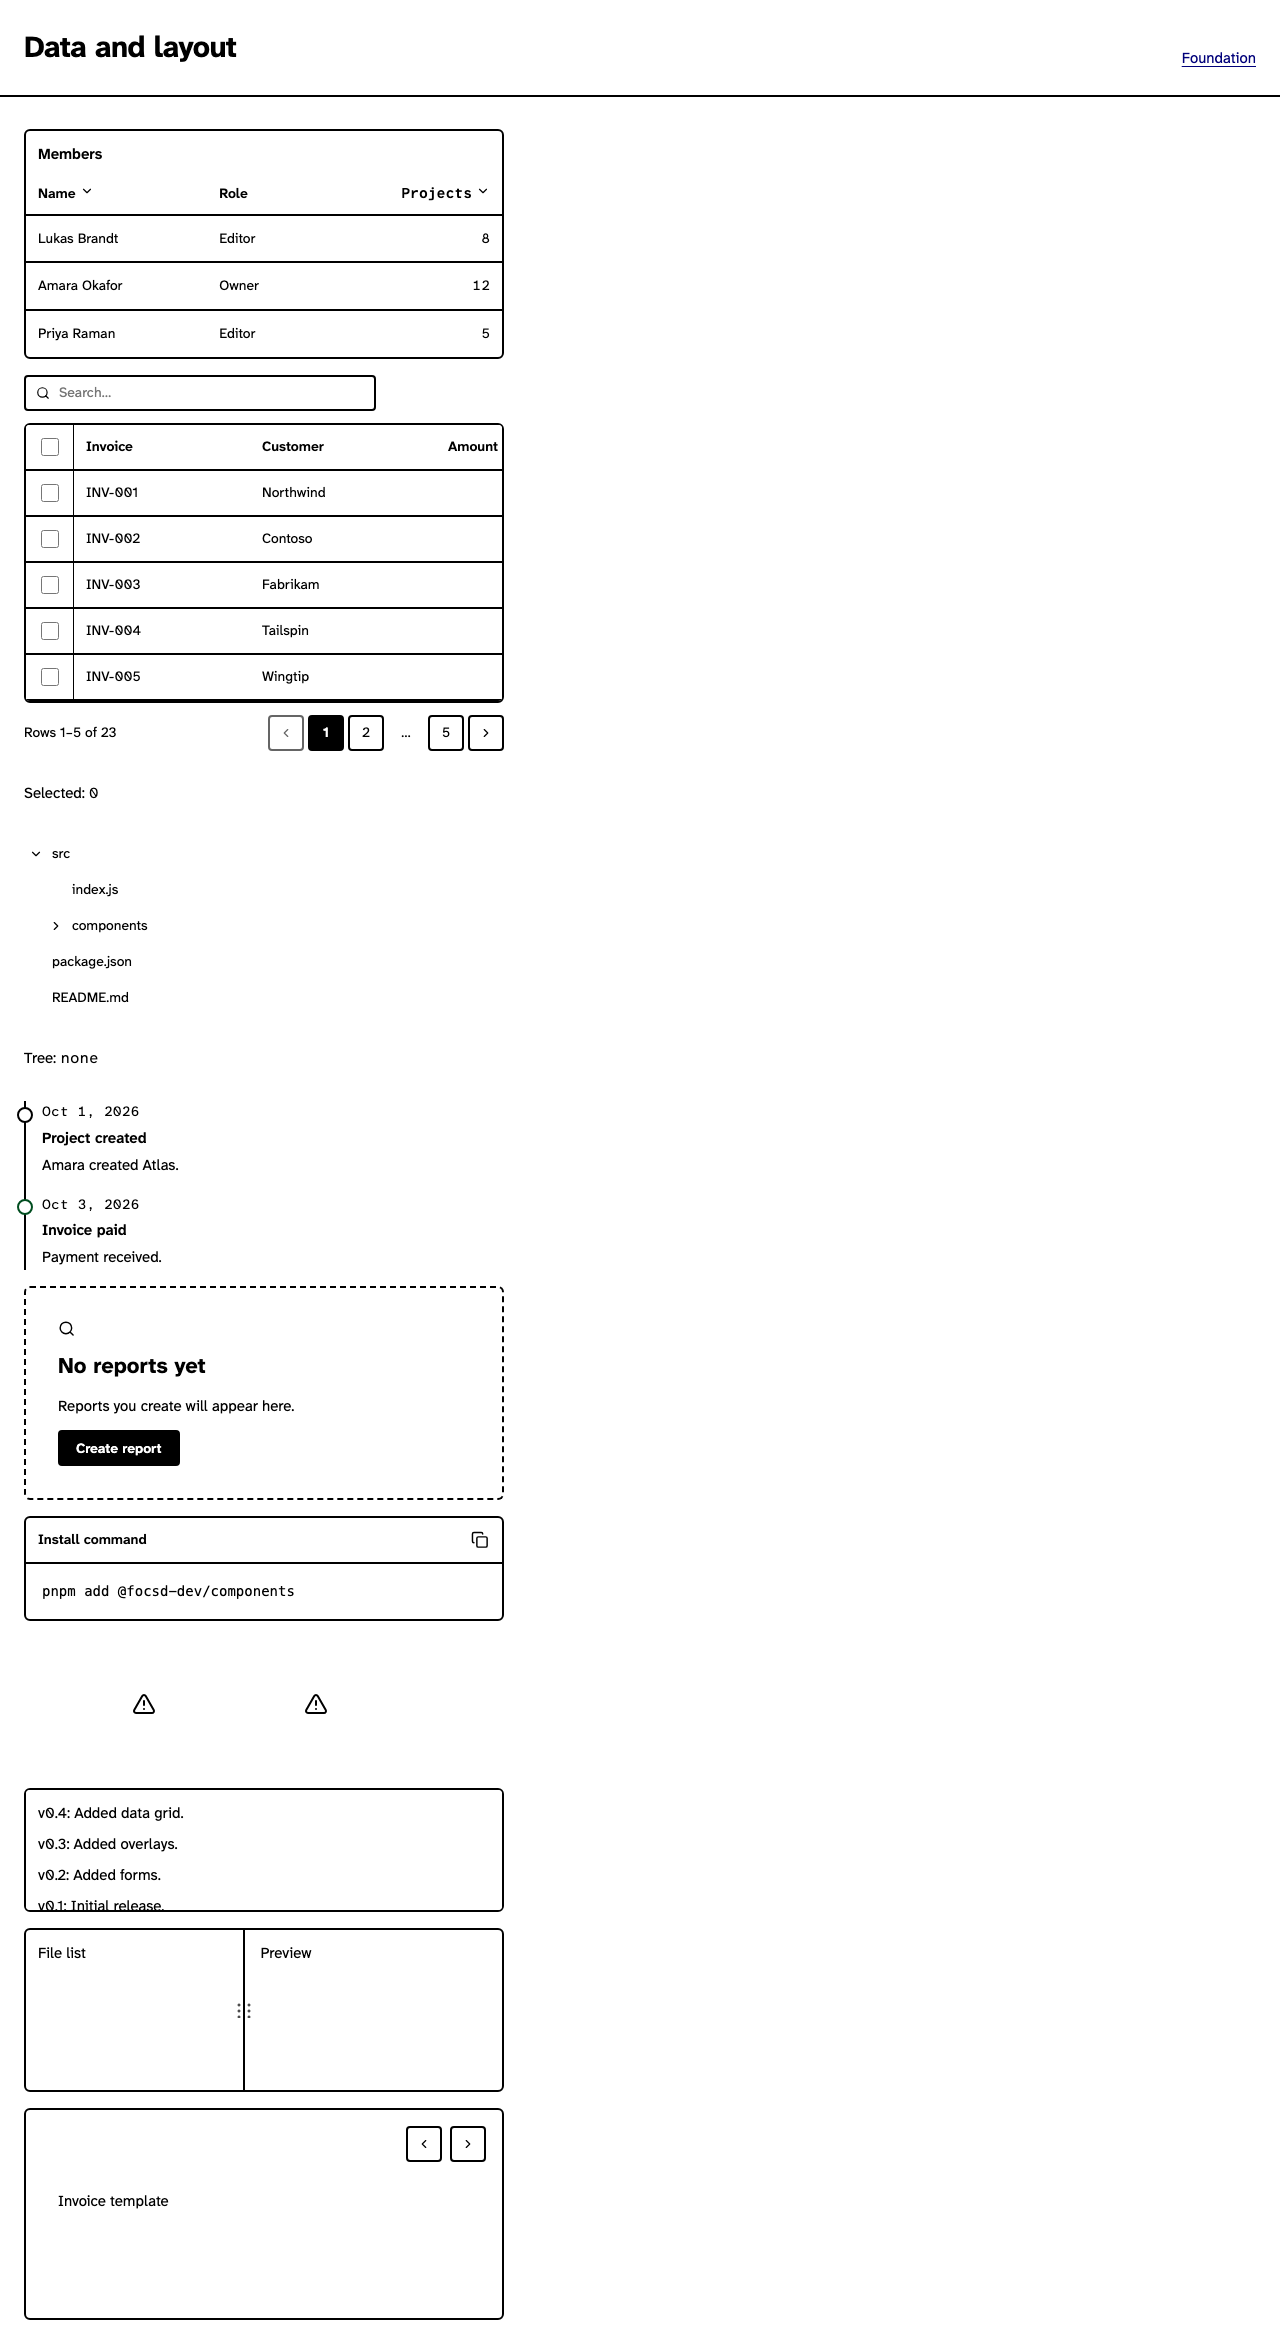 Data and layout
Foundation
Members
Name Role Projects
Lukas Brandt Editor 8
Amara Okafor Owner 12
Priya Raman Editor 5
Search...
Invoice Customer Amount
INV-001 Northwind
INV-002 Contoso
INV-003 Fabrikam
INV-004 Tailspin
INV-005 Wingtip
Rows 1–5 of 23 1 2 ... 5
Selected: 0
src
index.js
components
package.json
README.md
Tree: none
Oct 1, 2026
Project created
Amara created Atlas.
Oct 3, 2026
Invoice paid
Payment received.
No reports yet
Reports you create will appear here.
Create report
Install command
pnpm add @focsd-dev/components
v0.4: Added data grid.
v0.3: Added overlays.
v0.2: Added forms.
v0.1: Initial release.
File list Preview
Invoice template